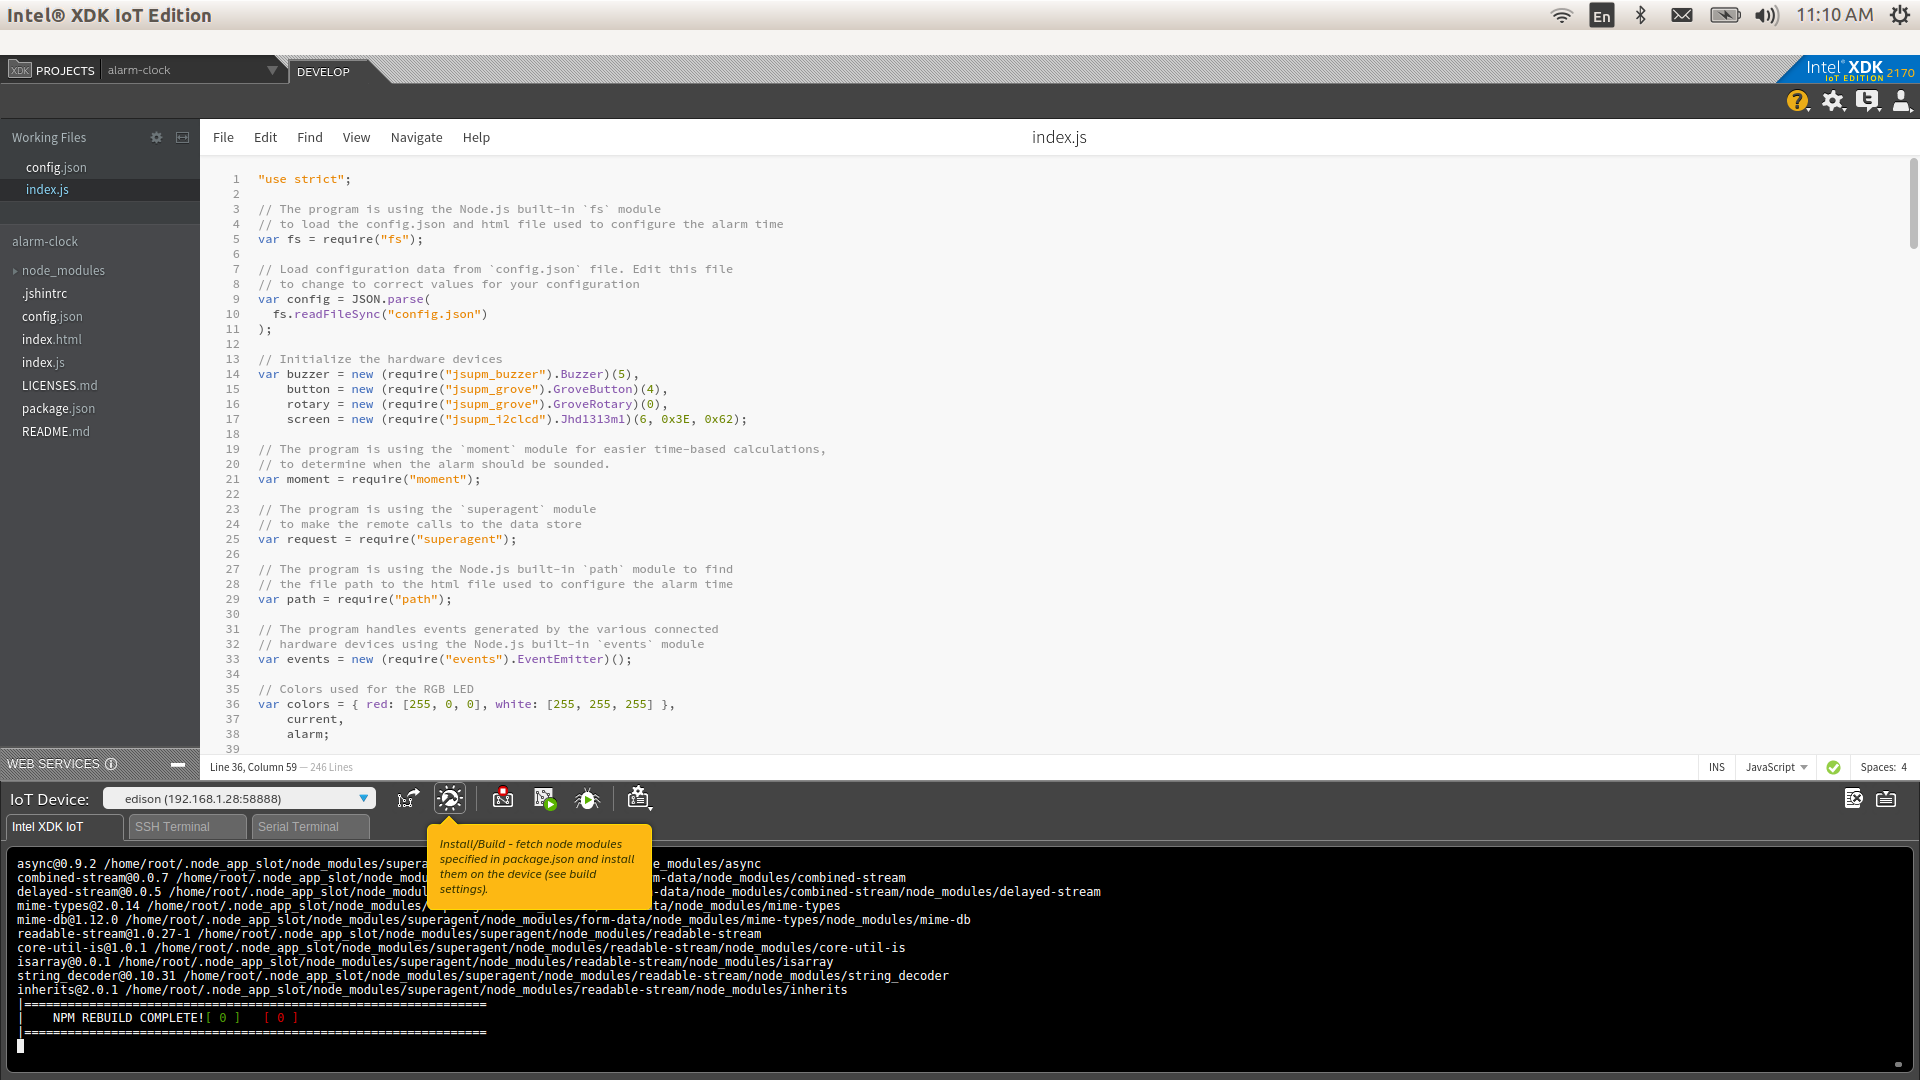 Intel® XDK IoT Edition
En
11:10 AM
XDK PROJECTS alarm-clock
DEVELOP
Intel® XDK
IoT EDITION 2170
Working Files
config.json
index.js
alarm-clock
node_modules
.jshintrc
config.json
index.html
index.js
LICENSES.md
package.json
README.md
WEB SERVICES
File Edit Find View Navigate Help
index.js
1 "use strict";
2
3 // The program is using the Node.js built-in `fs` module
4 // to load the config.json and html file used to configure the alarm time
5 var fs = require("fs");
6
7 // Load configuration data from `config.json` file. Edit this file
8 // to change to correct values for your configuration
9 var config = JSON.parse(
10 fs.readFileSync("config.json")
11 );
12
13 // Initialize the hardware devices
14 var buzzer = new (require("jsupm_buzzer").Buzzer)(5),
15 button = new (require("jsupm_grove").GroveButton)(4),
16 rotary = new (require("jsupm_grove").GroveRotary)(0),
17 screen = new (require("jsupm_i2clcd").Jhd1313m1)(6, 0x3E, 0x62);
18
19 // The program is using the `moment` module for easier time-based calculations,
20 // to determine when the alarm should be sounded.
21 var moment = require("moment");
22
23 // The program is using the `superagent` module
24 // to make the remote calls to the data store
25 var request = require("superagent");
26
27 // The program is using the Node.js built-in `path` module to find
28 // the file path to the html file used to configure the alarm time
29 var path = require("path");
30
31 // The program handles events generated by the various connected
32 // hardware devices using the Node.js built-in `events` module
33 var events = new (require("events").EventEmitter)();
34
35 // Colors used for the RGB LED
36 var colors = { red: [255, 0, 0], white: [255, 255, 255] },
37 current,
38 alarm;
39
Line 36, Column 59 — 246 Lines
INS JavaScript Spaces: 4
IoT Device: edison (192.168.1.28:58888)
Intel XDK IoT SSH Terminal Serial Terminal
Install/Build - fetch node modules
specified in package.json and install
them on the device (see build
settings).
async@0.9.2 /home/root/.node_app_slot/node_modules/supera e_modules/async
combined-stream@0.0.7 /home/root/.node_app_slot/node_modu -data/node_modules/combined-stream
delayed-stream@0.0.5 /home/root/.node_app_slot/node_modul -data/node_modules/combined-stream/node_modules/delayed-stream
mime-types@2.0.14 /home/root/.node_app_slot/node_modules/ ta/node_modules/mime-types
mime-db@1.12.0 /home/root/.node_app_slot/node_modules/superagent/node_modules/form-data/node_modules/mime-types/node_modules/mime-db
readable-stream@1.0.27-1 /home/root/.node_app_slot/node_modules/superagent/node_modules/readable-stream
core-util-is@1.0.1 /home/root/.node_app_slot/node_modules/superagent/node_modules/readable-stream/node_modules/core-util-is
isarray@0.0.1 /home/root/.node_app_slot/node_modules/superagent/node_modules/readable-stream/node_modules/isarray
string_decoder@0.10.31 /home/root/.node_app_slot/node_modules/superagent/node_modules/readable-stream/node_modules/string_decoder
inherits@2.0.1 /home/root/.node_app_slot/node_modules/superagent/node_modules/readable-stream/node_modules/inherits
|================================================================
| NPM REBUILD COMPLETE![ 0 ] [ 0 ]
|================================================================